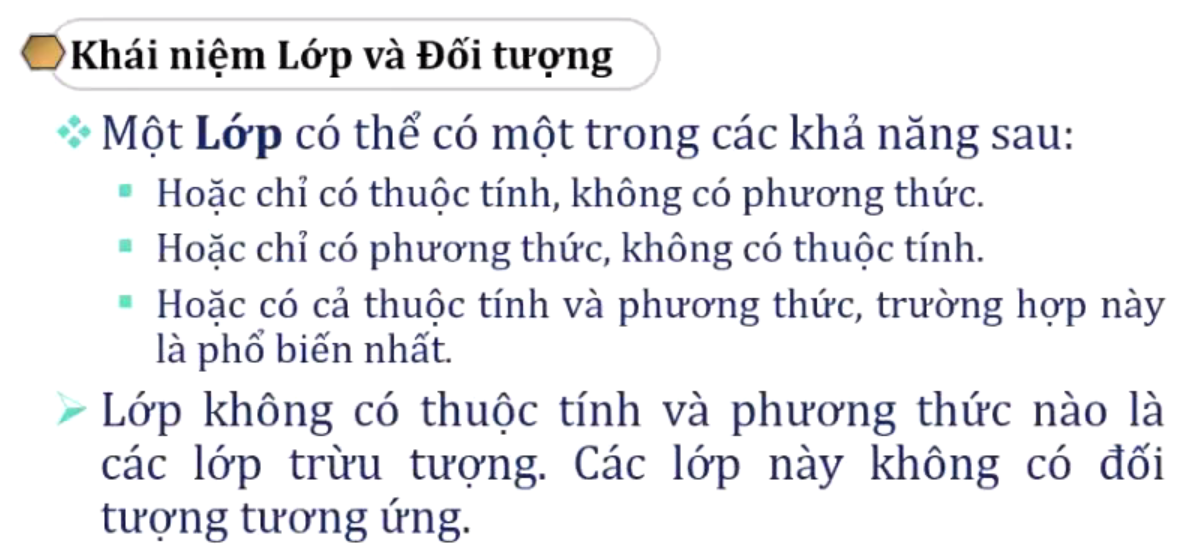 Khái niệm Lớp và Đối tượng
Một Lớp có thể có một trong các khả năng sau:
Hoặc chỉ có thuộc tính, không có phương thức.
Hoặc chỉ có phương thức, không có thuộc tính.
Hoặc có cả thuộc tính và phương thức, trường hợp này
là phổ biến nhất.
Lớp không có thuộc tính và phương thức nào là
các lớp trừu tượng. Các lớp này không có đối
tượng tương ứng.